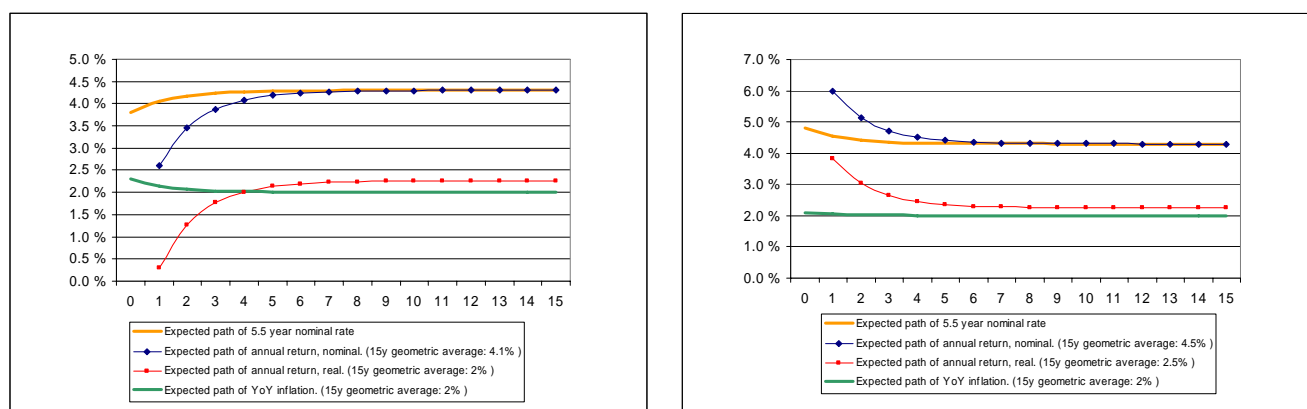 5.0 %
4.5 %
4.0 %
3.5 %
3.0 %
2.5 %
2.0 %
1.5 %
1.0 %
0.5 %
0.0 %
0 1 2 3 4 5 6 7 8 9 10 11 12 13 14 15
Expected path of 5.5 year nominal rate
Expected path of annual return, nominal. (15y geometric average: 4.1% )
Expected path of annual return, real. (15y geometric average: 2% )
Expected path of YoY inflation. (15y geometric average: 2% )
7.0 %
6.0 %
5.0 %
4.0 %
3.0 %
2.0 %
1.0 %
0.0 %
0 1 2 3 4 5 6 7 8 9 10 11 12 13 14 15
Expected path of 5.5 year nominal rate
Expected path of annual return, nominal. (15y geometric average: 4.5% )
Expected path of annual return, real. (15y geometric average: 2.5% )
Expected path of YoY inflation. (15y geometric average: 2% )